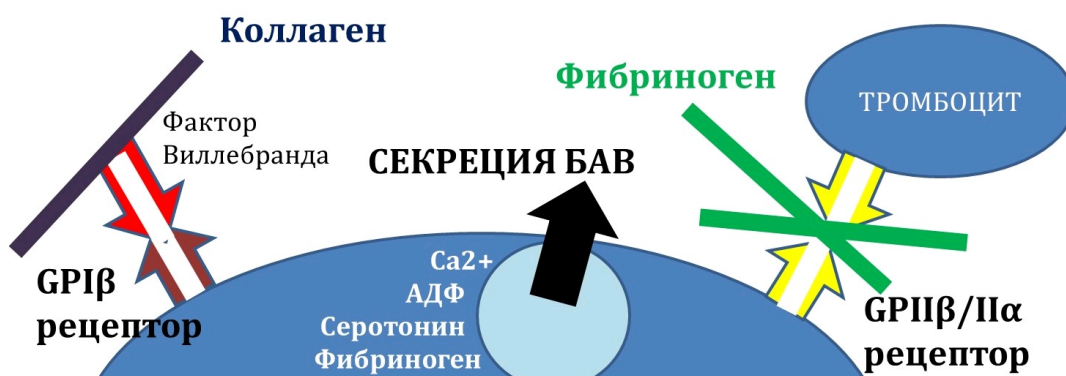 Коллаген
Фактор
Виллебранда
СЕКРЕЦИЯ БАВ
Фибриноген
ТРОМБОЦИТ
GPIβ
рецептор
Ca2+
АДФ
Серотонин
Фибриноген
GPIIβ/IIα
рецептор